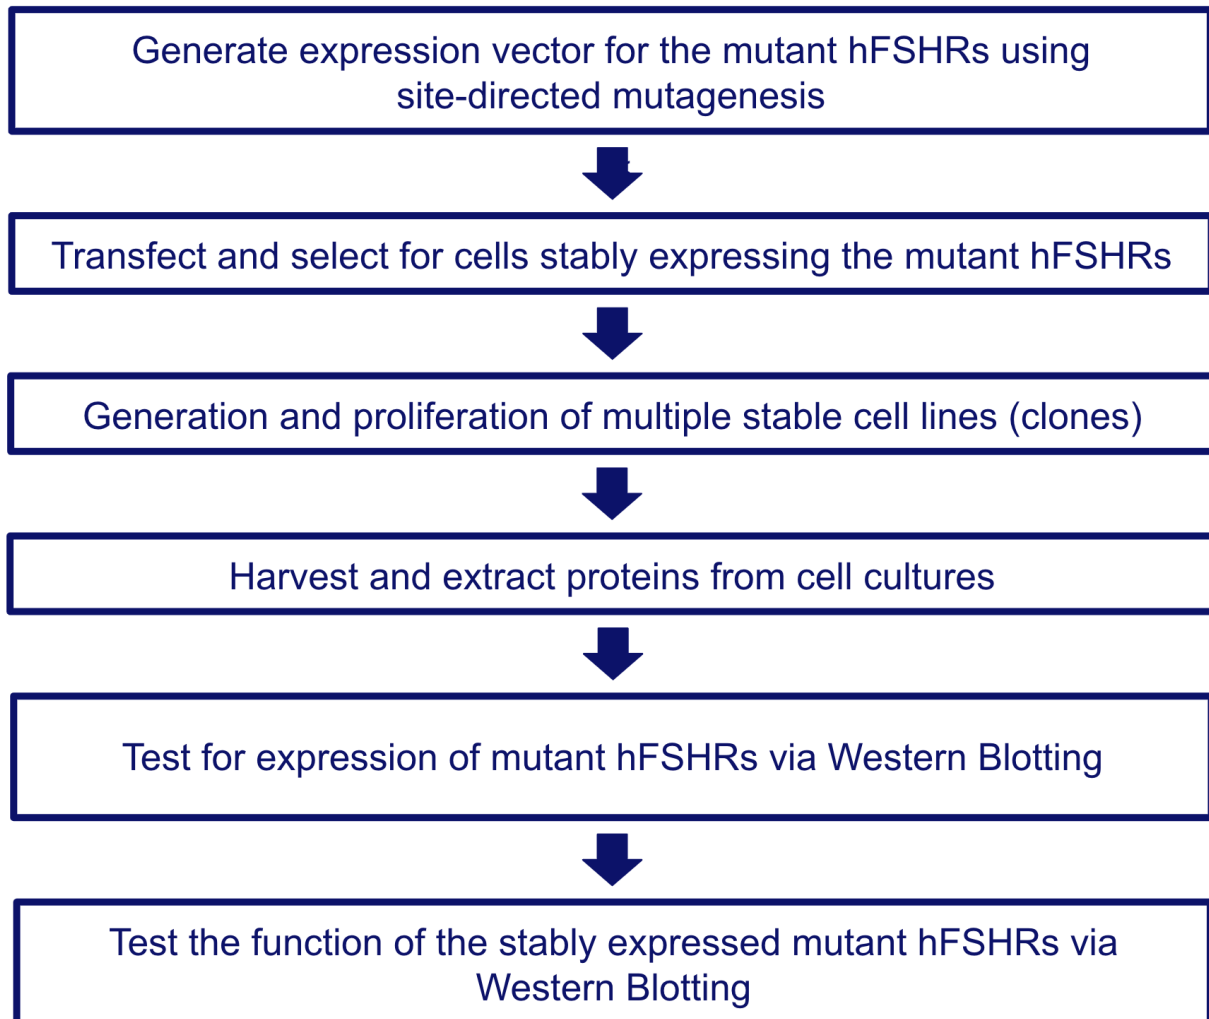 Generate expression vector for the mutant hFSHRs using
site-directed mutagenesis
Transfect and select for cells stably expressing the mutant hFSHRs
Generation and proliferation of multiple stable cell lines (clones)
Harvest and extract proteins from cell cultures
Test for expression of mutant hFSHRs via Western Blotting
Test the function of the stably expressed mutant hFSHRs via
Western Blotting